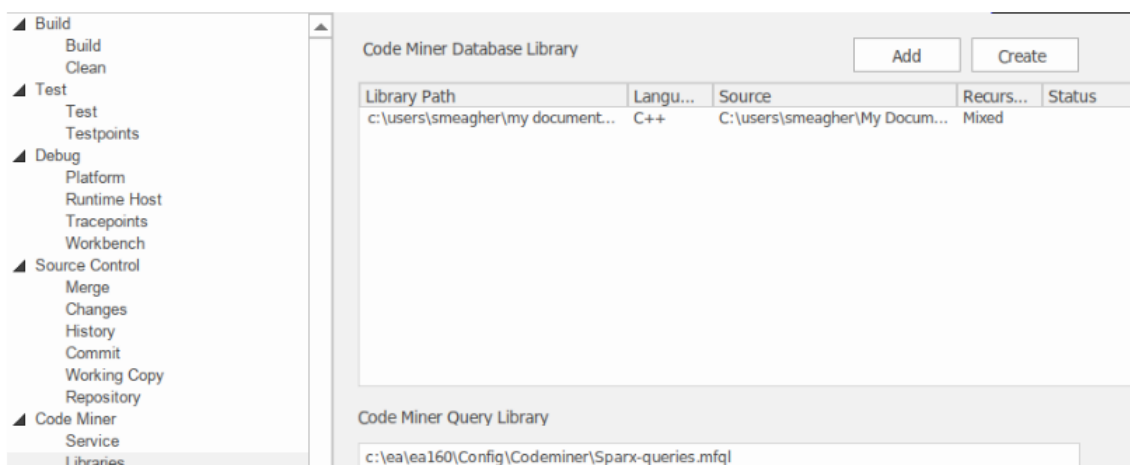 Build
Build
Clean
Test
Test
Testpoints
Debug
Platform
Runtime Host
Tracepoints
Workbench
Source Control
Merge
Changes
History
Commit
Working Copy
Repository
Code Miner
Service
Libraries
Code Miner Database Library
Add Create
Library Path Langu... Source Recurs... Status
c:\users\smeagher\my document... C++ C:\users\smeagher\My Docum... Mixed
Code Miner Query Library
c:\ea\ea160\Config\Codeminer\Sparx-queries.mfql